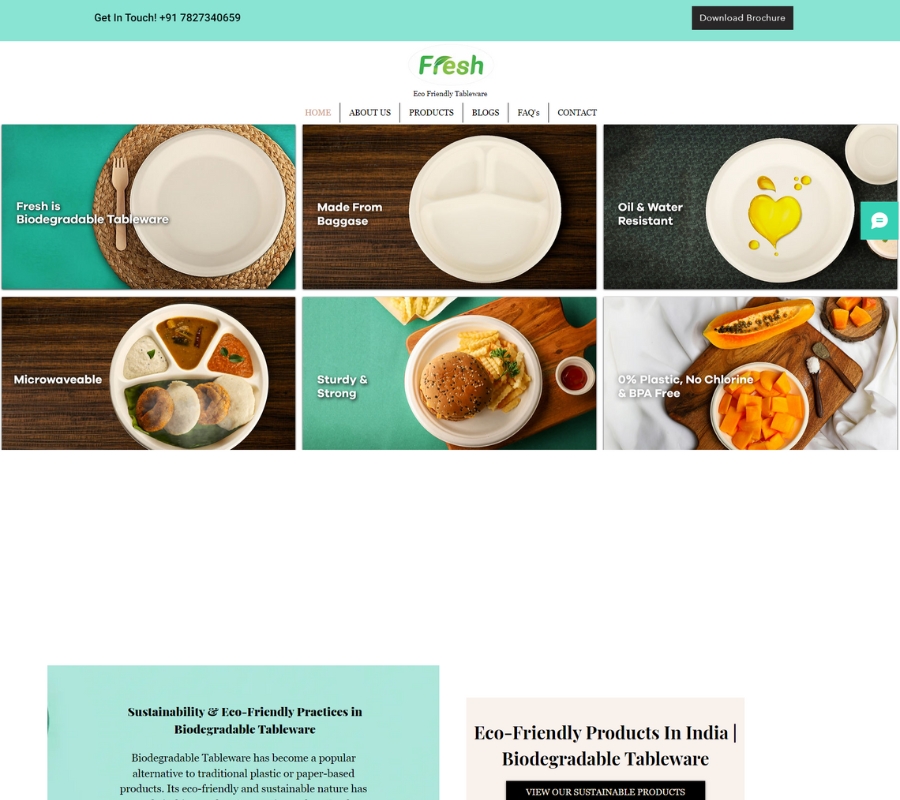 Get In Touch! +91 7827340659
Download Brochure
Fresh
Eco Friendly Tableware
HOME
ABOUT US
PRODUCTS
BLOGS
FAQ's
CONTACT
Fresh is
Biodegradable Tableware
Made From
Baggase
Oil & Water
Resistant
Microwaveable
Sturdy &
Strong
0% Plastic, No Chlorine
& BPA Free
Sustainability & Eco-Friendly Practices in
Biodegradable Tableware
Biodegradable Tableware has become a popular
alternative to traditional plastic or paper-based
products. Its eco-friendly and sustainable nature has
Eco-Friendly Products In India |
Biodegradable Tableware
VIEW OUR SUSTAINABLE PRODUCTS